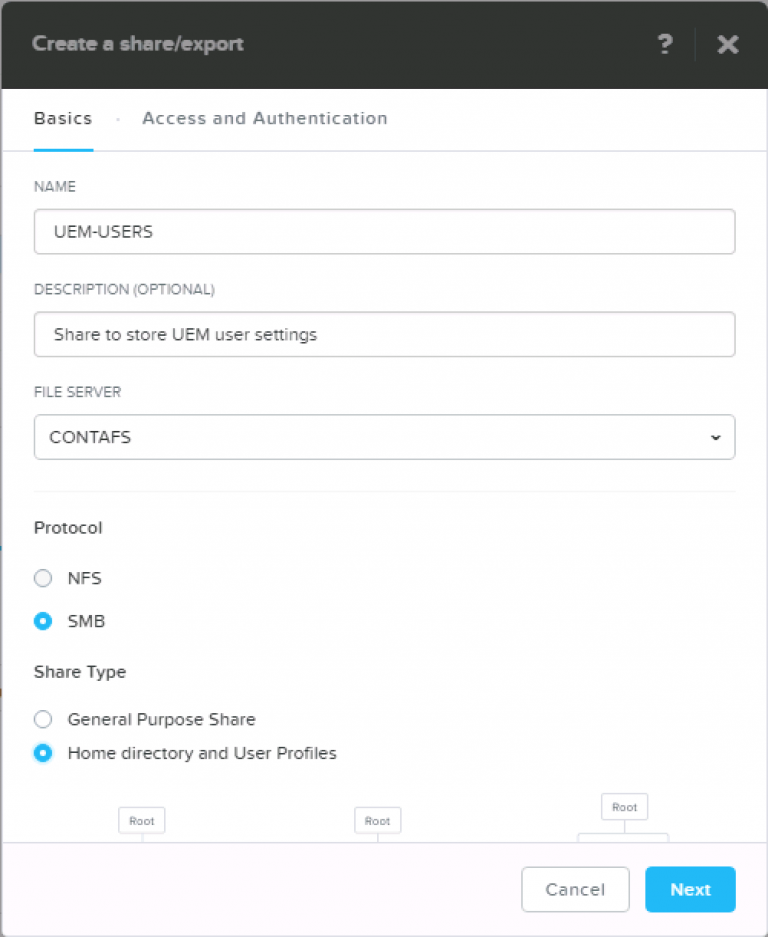 Create a share/export ?
Basics · Access and Authentication
NAME
UEM-USERS
DESCRIPTION (OPTIONAL)
Share to store UEM user settings
FILE SERVER
CONTAFS
Protocol
NFS
SMB
Share Type
General Purpose Share
Home directory and User Profiles
Root Root Root
Cancel Next